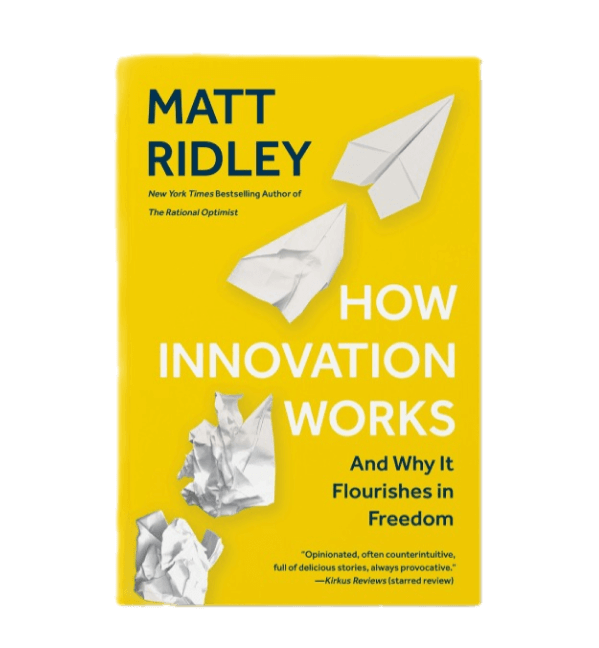 MATT
RIDLEY
New York Times Bestselling Author of
The Rational Optimist
HOW
INNOVATION
WORKS
And Why It
Flourishes in
Freedom
"Opinionated, often counterintuitive,
full of delicious stories, always provocative."
—Kirkus Reviews (starred review)